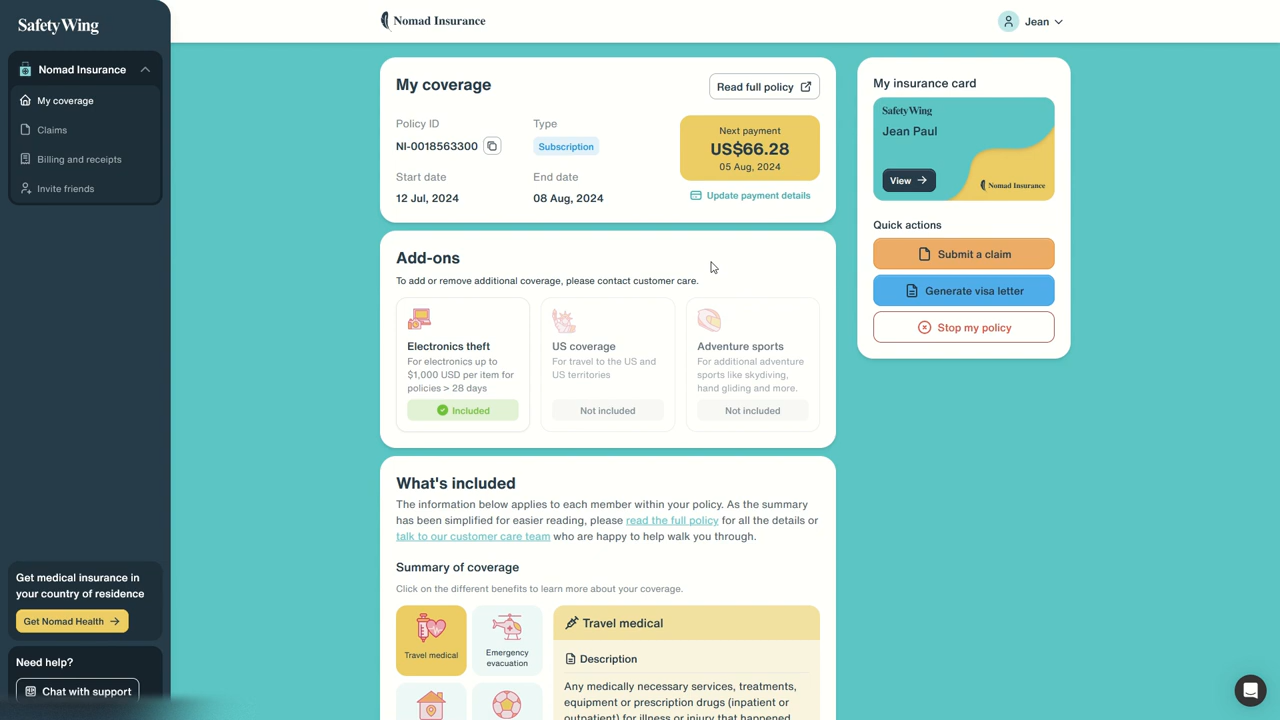 SafetyWing
Nomad Insurance
My coverage
Claims
Billing and receipts
Invite friends
Get medical insurance in
your country of residence
Get Nomad Health
Need help?
Chat with support
Nomad Insurance
Jean
My coverage
Read full policy
Policy ID
NI-0018563300
Type
Subscription
Start date
12 Jul, 2024
End date
08 Aug, 2024
Next payment
US$66.28
05 Aug, 2024
Update payment details
Add-ons
To add or remove additional coverage, please contact customer care.
Electronics theft
For electronics up to
$1,000 USD per item for
policies > 28 days
Included
US coverage
For travel to the US and
US territories
Not included
Adventure sports
For additional adventure
sports like skydiving,
hand gliding and more.
Not included
What's included
The information below applies to each member within your policy. As the summary
has been simplified for easier reading, please read the full policy for all the details or
talk to our customer care team who are happy to help walk you through.
Summary of coverage
Click on the different benefits to learn more about your coverage.
Travel medical
Emergency
evacuation
Travel medical
Description
Any medically necessary services, treatments,
equipment or prescription drugs (inpatient or
outpatient) for illness or injury that happened
My insurance card
SafetyWing
Jean Paul
View
Nomad Insurance
Quick actions
Submit a claim
Generate visa letter
Stop my policy